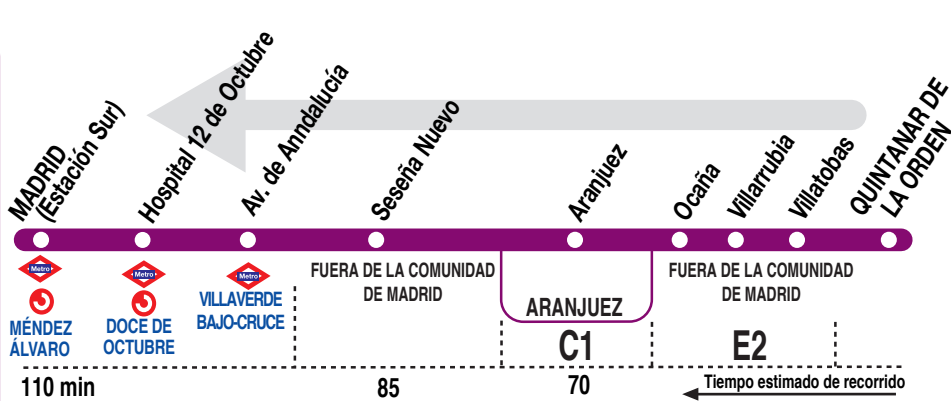 MADRID
(Estación Sur)
Hospital 12 de Octubre
Av. de Anndalucía
Seseña Nuevo
Aranjuez
Ocaña
Villarrubia
Villatobas
QUINTANAR DE
LA ORDEN
Metro
Metro
Metro
MÉNDEZ
ÁLVARO
DOCE DE
OCTUBRE
VILLAVERDE
BAJO-CRUCE
FUERA DE LA COMUNIDAD
DE MADRID
ARANJUEZ
FUERA DE LA COMUNIDAD
DE MADRID
C1
E2
110 min
85
70
Tiempo estimado de recorrido